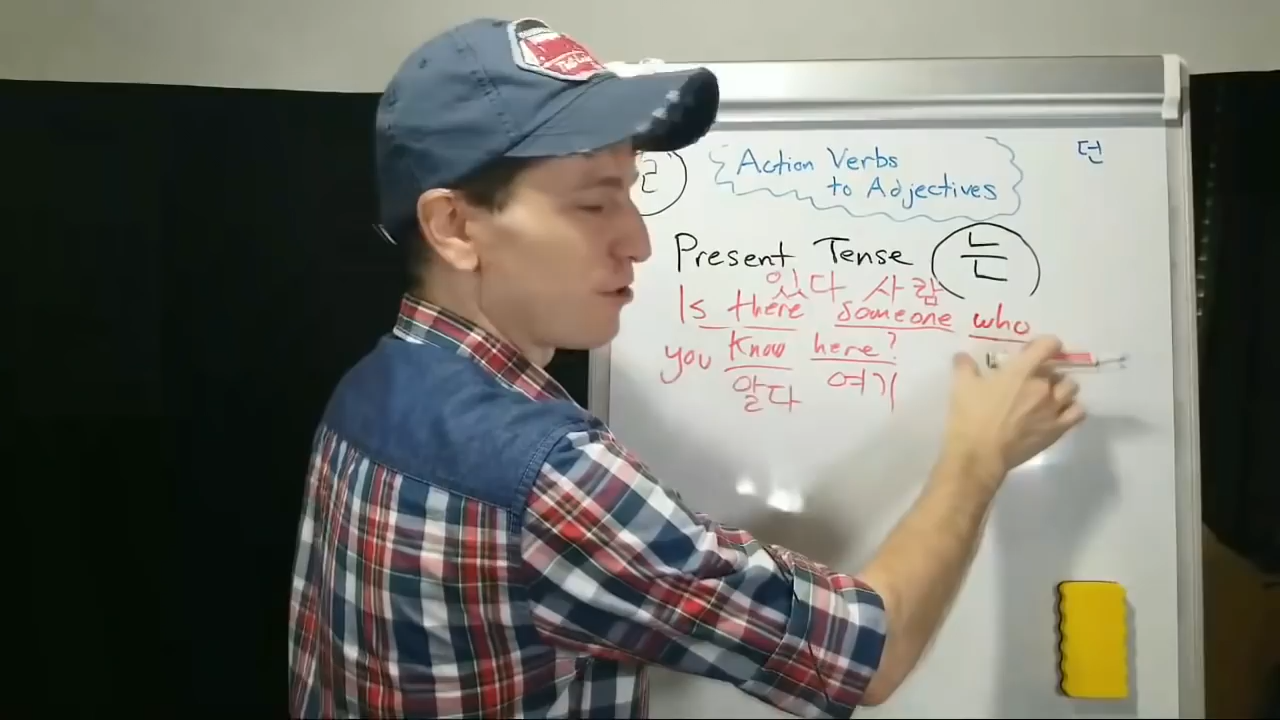 Action Verbs
to Adjectives
던
Present Tense 는
있다 사람
Is there someone who
you know here?
알다 여기